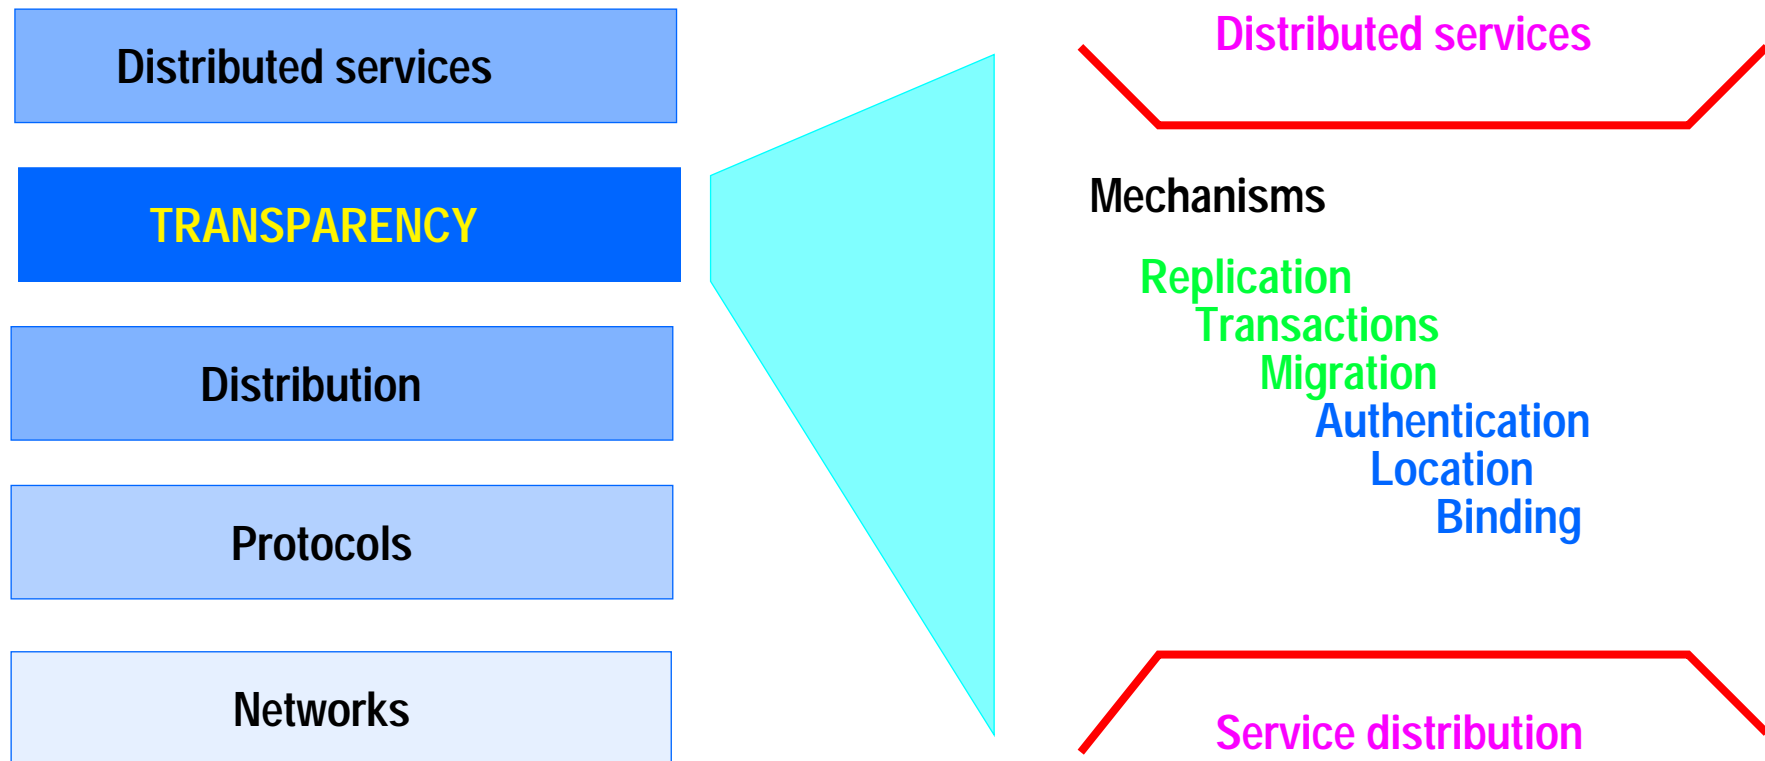 Distributed services
TRANSPARENCY
Distribution
Protocols
Networks
Distributed services
Mechanisms
Replication
Transactions
Migration
Authentication
Location
Binding
Service distribution